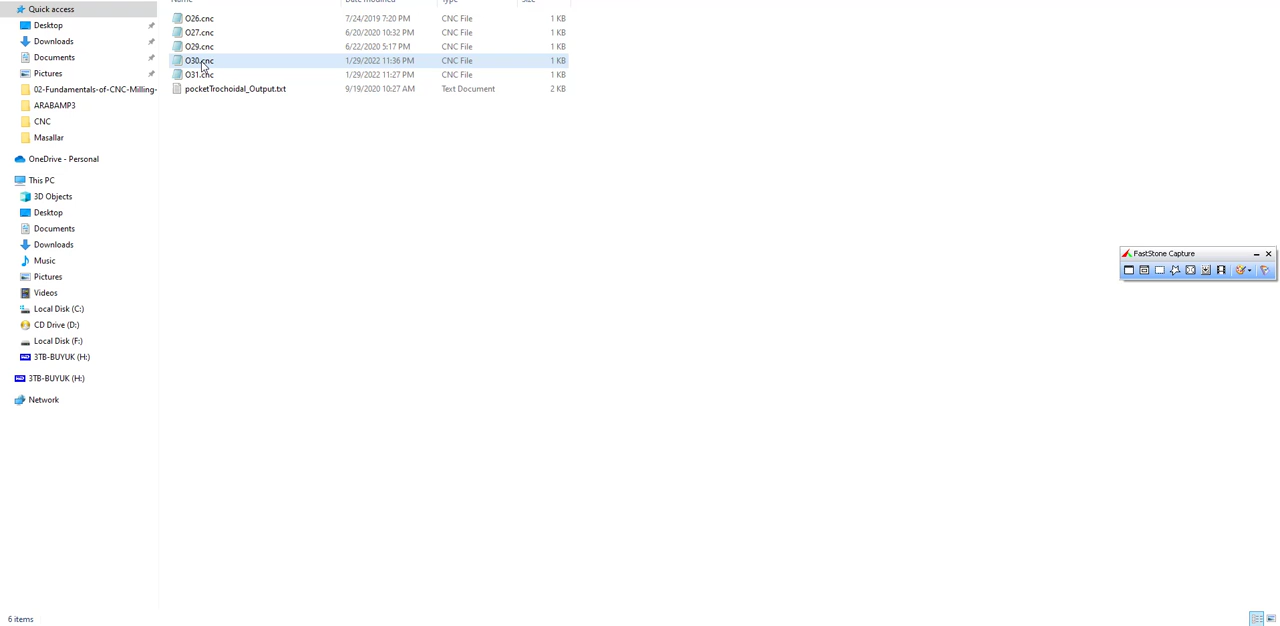 Quick access
Desktop
Downloads
Documents
Pictures
02-Fundamentals-of-CNC-Milling-
ARABAMP3
CNC
Masallar
OneDrive - Personal
This PC
3D Objects
Desktop
Documents
Downloads
Music
Pictures
Videos
Local Disk (C:)
CD Drive (D:)
Local Disk (F:)
3TB-BUYUK (H:)
3TB-BUYUK (H:)
Network
Name Date modified Type Size
O26.cnc 7/24/2019 7:20 PM CNC File 1 KB
O27.cnc 6/20/2020 10:32 PM CNC File 1 KB
O29.cnc 6/22/2020 5:17 PM CNC File 1 KB
O30.cnc 1/29/2022 11:36 PM CNC File 1 KB
O31.cnc 1/29/2022 11:27 PM CNC File 1 KB
pocketTrochoidal_Output.txt 9/19/2020 10:27 AM Text Document 2 KB
FastStone Capture
6 items